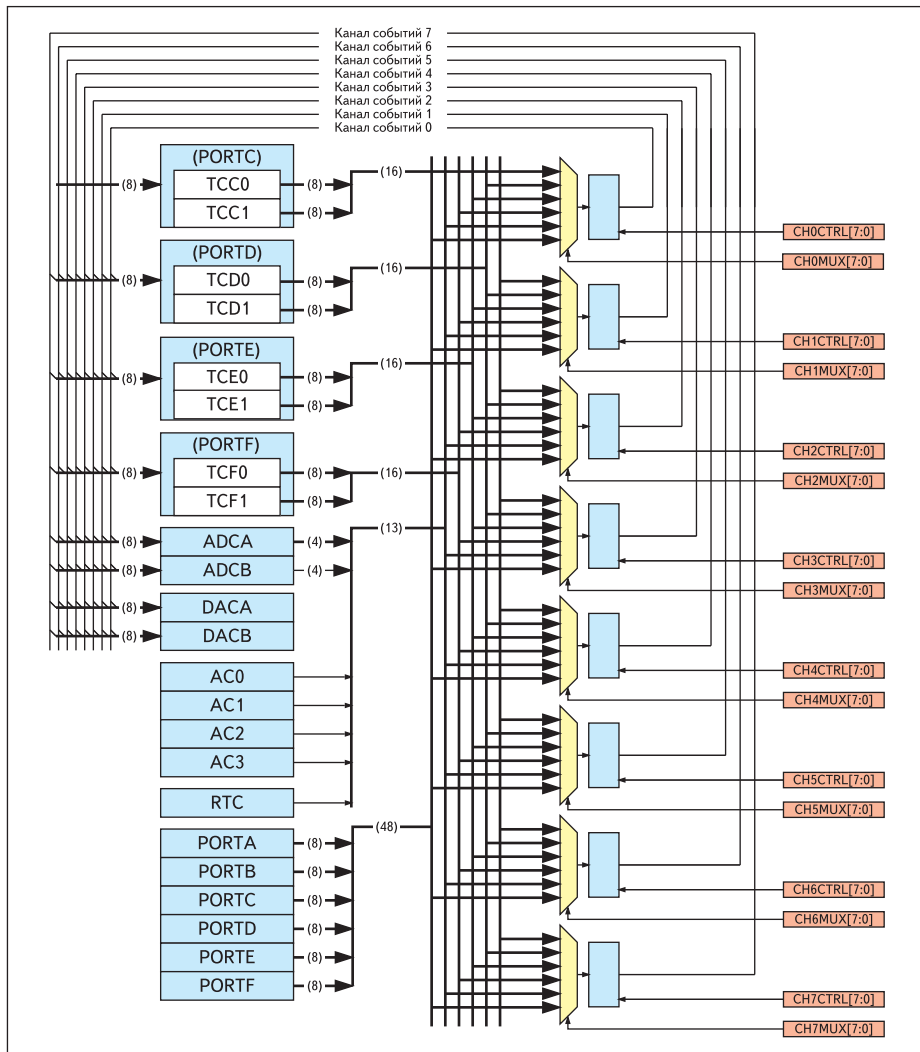 Канал событий 7
Канал событий 6
Канал событий 5
Канал событий 4
Канал событий 3
Канал событий 2
Канал событий 1
Канал событий 0
(PORTC)
(8) TCC0 (8) (16)
TCC1 (8)
CH0CTRL[7:0]
(PORTD)
CH0MUX[7:0]
(16)
(8) TCD0 (8)
TCD1 (8)
(PORTE)
CH1CTRL[7:0]
(16)
CH1MUX[7:0]
(8) TCE0 (8)
TCE1 (8)
(PORTF)
CH2CTRL[7:0]
(8) TCF0 (8) (16)
CH2MUX[7:0]
TCF1 (8)
(13)
(8) ADCA (4)
CH3CTRL[7:0]
(8) ADCB (4)
CH3MUX[7:0]
(8) DACA
(8) DACB
CH4CTRL[7:0]
AC0
CH4MUX[7:0]
AC1
AC2
AC3
CH5CTRL[7:0]
RTC
CH5MUX[7:0]
(48)
PORTA (8)
PORTB (8)
CH6CTRL[7:0]
PORTC (8)
CH6MUX[7:0]
PORTD (8)
PORTE (8)
PORTF (8)
CH7CTRL[7:0]
CH7MUX[7:0]